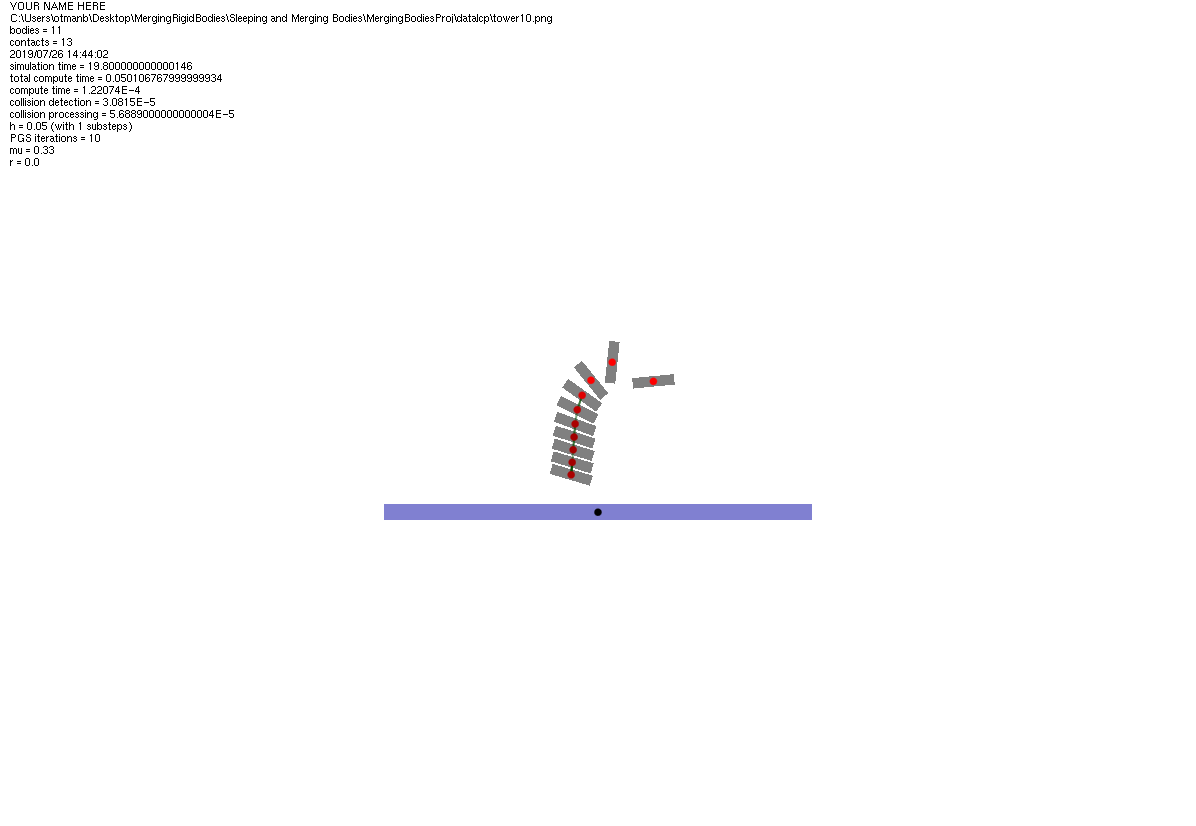 YOUR NAME HERE
C:\Users\otmanb\Desktop\MergingRigidBodies\Sleeping and Merging Bodies\MergingBodiesProj\datalcp\tower10.png
bodies = 11
contacts = 13
2019/07/26 14:44:02
simulation time = 19.800000000000146
total compute time = 0.050106767999999934
compute time = 1.22074E-4
collision detection = 3.0815E-5
collision processing = 5.6889000000000004E-5
h = 0.05 (with 1 substeps)
PGS iterations = 10
mu = 0.33
r = 0.0